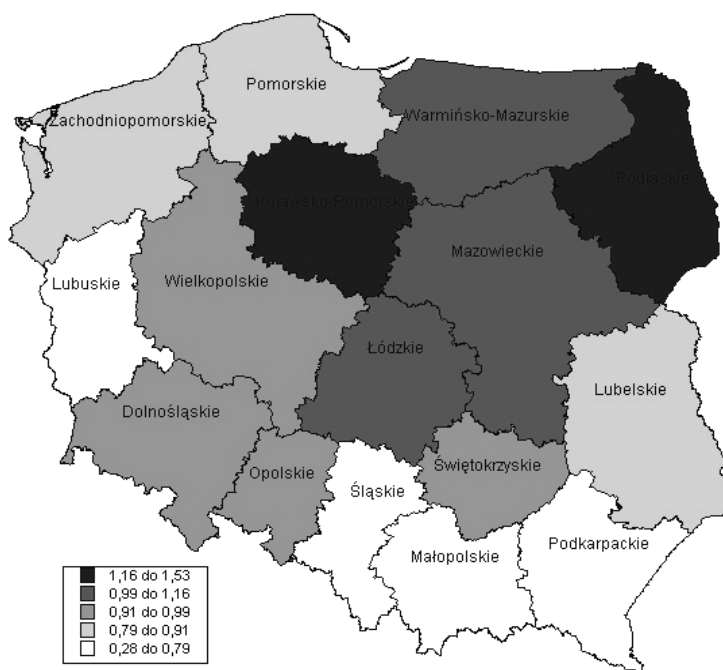 Pomorskie
Warmińsko-Mazurskie
Zachodniopomorskie
Podlaskie
Kujawsko-Pomorskie
Mazowieckie
Lubuskie
Wielkopolskie
Łódzkie
Lubelskie
Dolnośląskie
Opolskie
Świętokrzyskie
Śląskie
Małopolskie
Podkarpackie
1,16 do 1,53
0,99 do 1,16
0,91 do 0,99
0,79 do 0,91
0,28 do 0,79